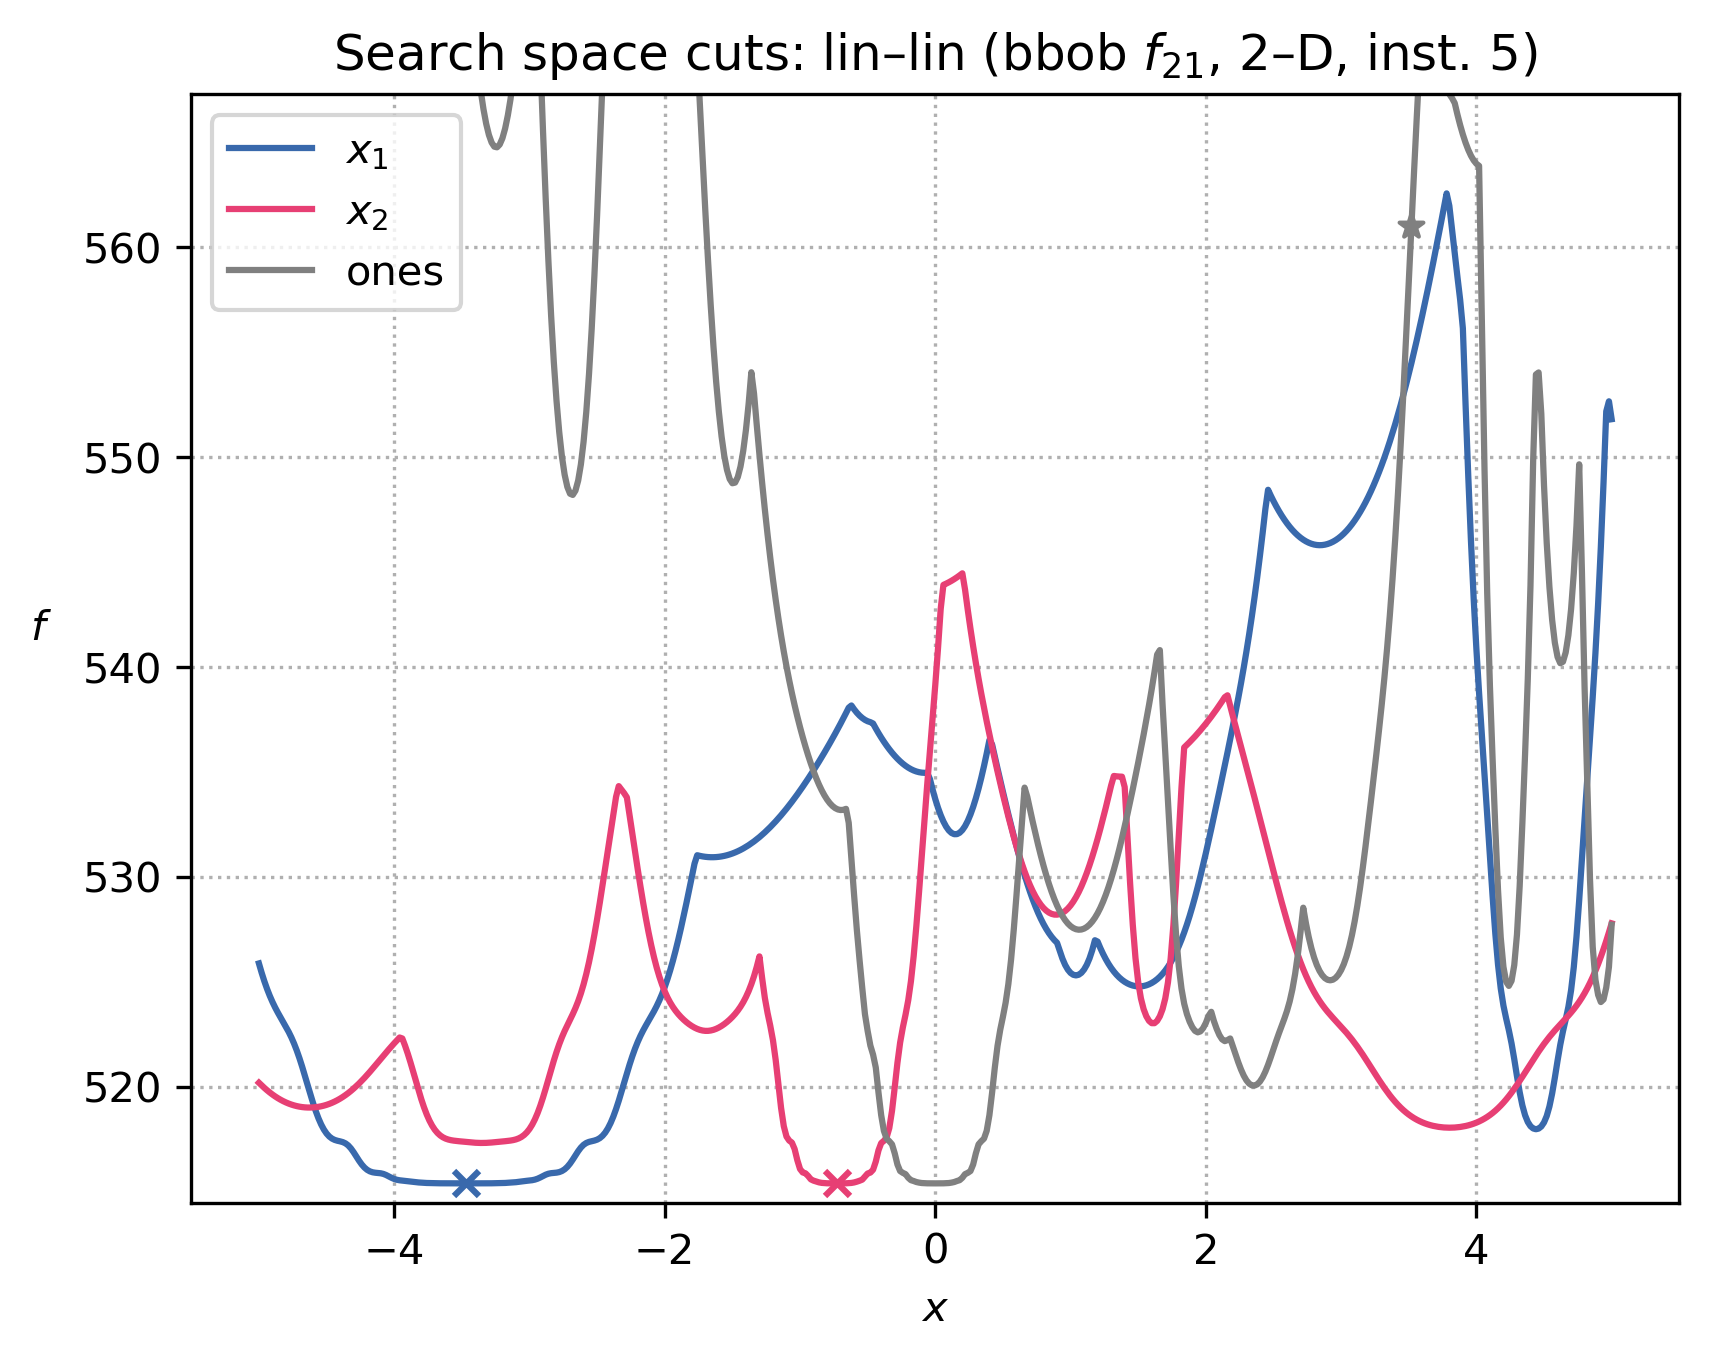 Search space cuts: lin–lin (bbob f₂₁, 2–D, inst. 5)
x₁
x₂
ones
560
550
540
f
530
520
−4 −2 0 2 4
x